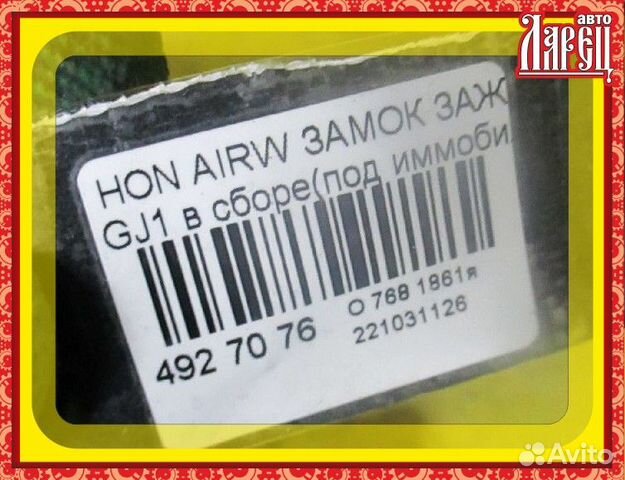 авто
ЛАРЕЦ
HON AIRW ЗАМОК ЗАЖ
GJ1 в сборе(под иммоби
492 70 76
О 768 1861я
221031126
Avito